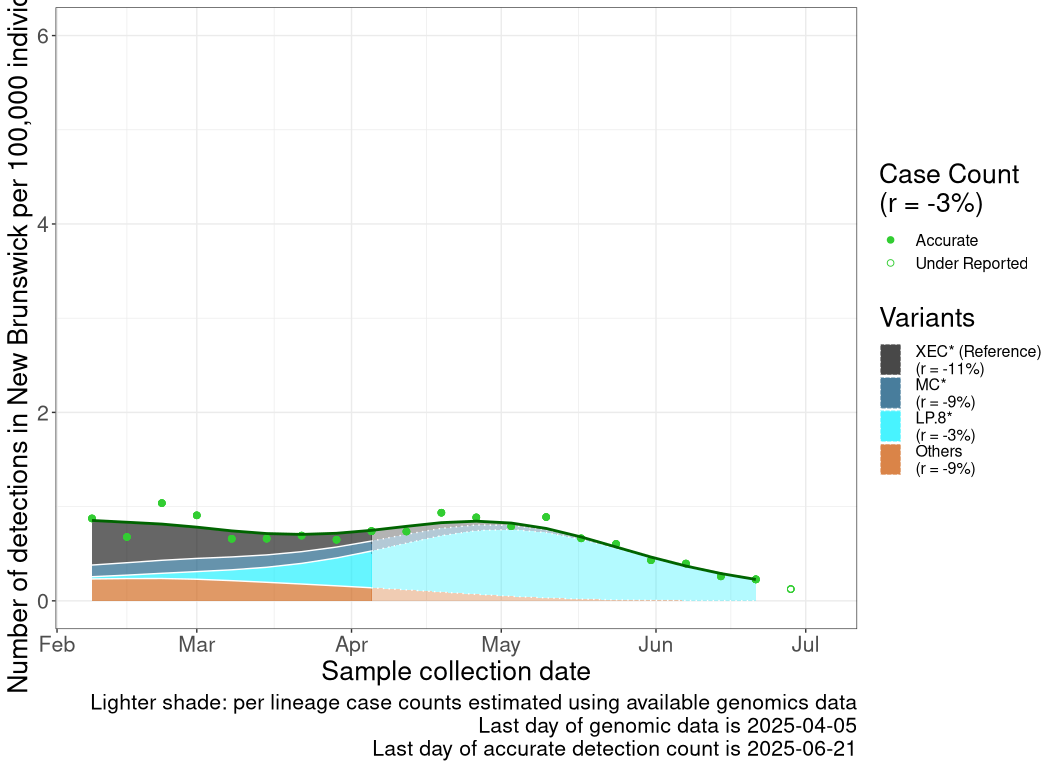 Number of detections in New Brunswick per 100,000
6
4
2
0
Feb Mar Apr May Jun Jul
Sample collection date
Lighter shade: per lineage case counts estimated using available genomics data
Last day of genomic data is 2025-04-05
Last day of accurate detection count is 2025-06-21
Case Count
(r = -3%)
Accurate
Under Reported
Variants
XEC* (Reference)
(r = -11%)
MC*
(r = -9%)
LP.8*
(r = -3%)
Others
(r = -9%)